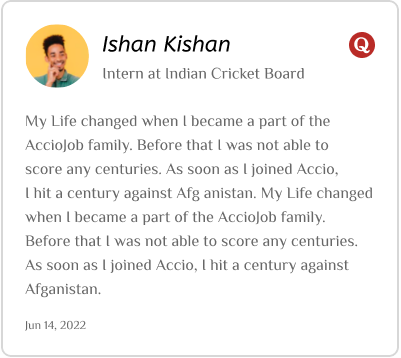 Ishan Kishan
Q
Intern at Indian Cricket Board
My Life changed when I became a part of the
AccioJob family. Before that I was not able to
score any centuries. As soon as I joined Accio,
I hit a century against Afg anistan. My Life changed
when I became a part of the AccioJob family.
Before that I was not able to score any centuries.
As soon as I joined Accio, I hit a century against
Afganistan.
Jun 14, 2022